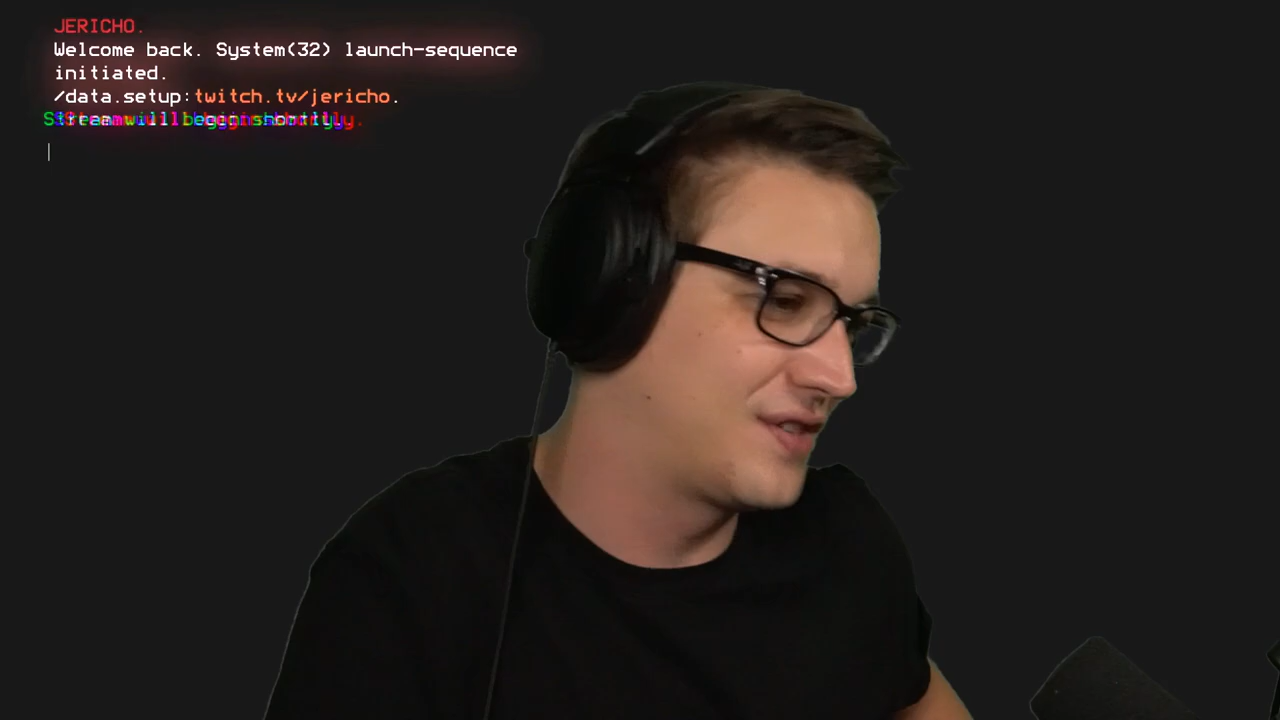 JERICHO.
Welcome back. System(32) launch-sequence
initiated.
/data.setup:twitch.tv/jericho.
Stream will begin shortly.